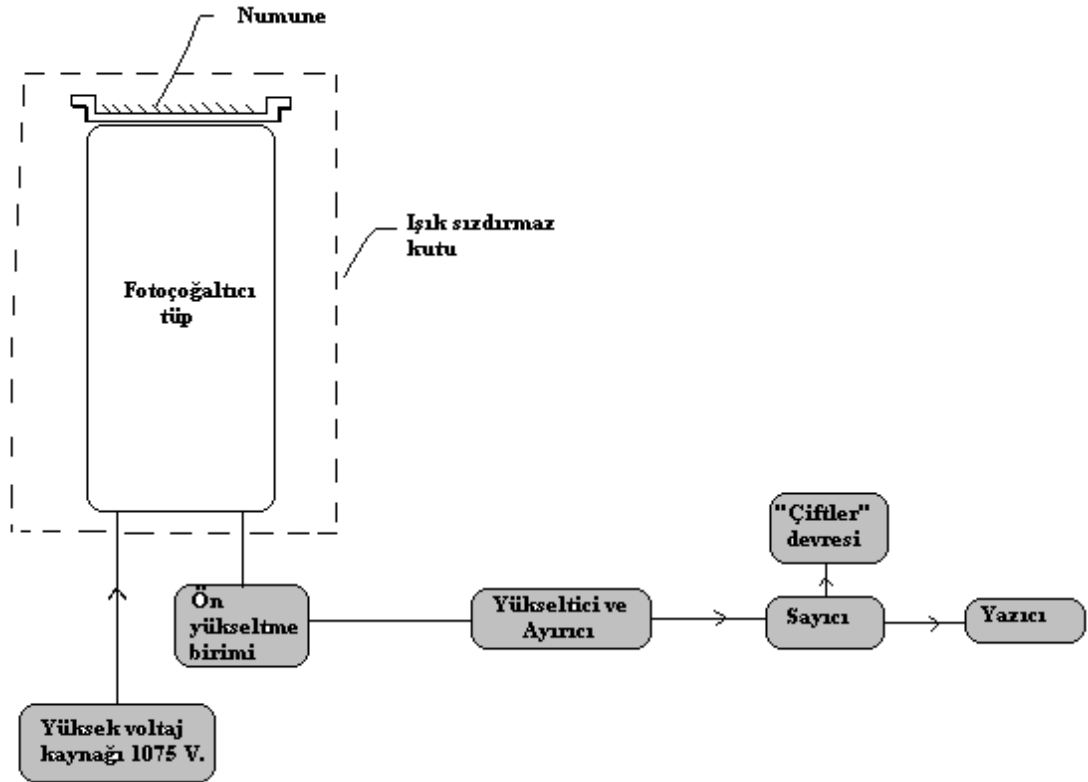 Numune
Işık sızdırmaz
kutu
Fotoçoğaltıcı
tüp
"Çiftler"
devresi
Ön
yükseltme
birimi
Yükseltici ve
Ayırıcı
Sayıcı
Yazıcı
Yüksek voltaj
kaynağı 1075 V.